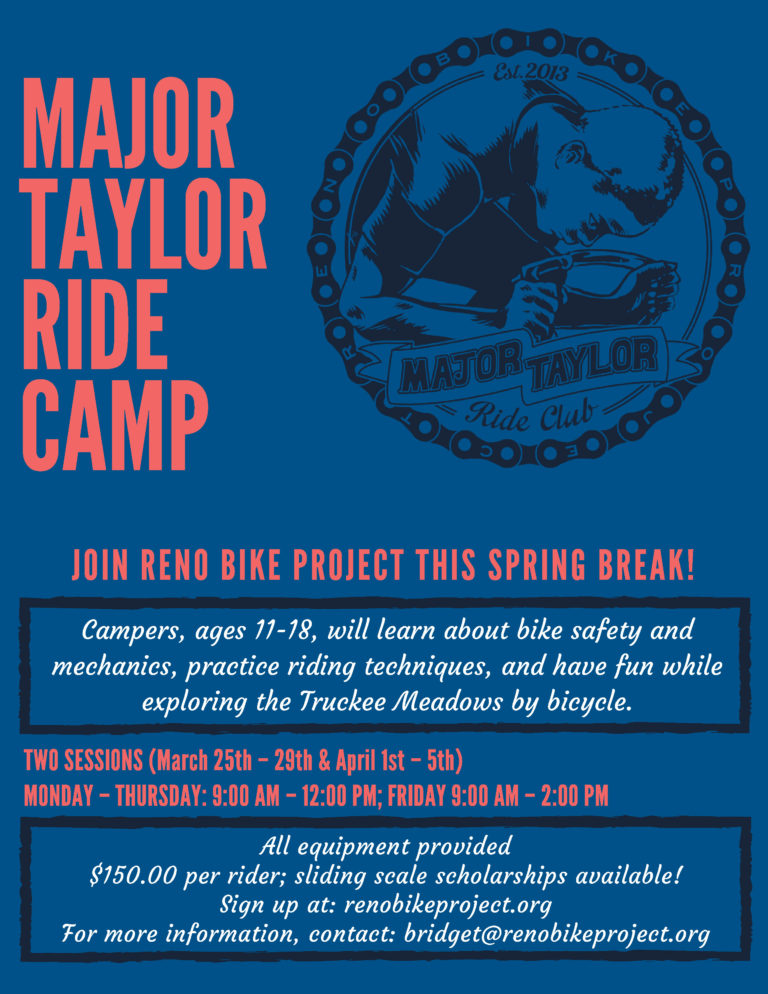 MAJOR
TAYLOR
RIDE
CAMP
RENO BIKE PROJECT
Est. 2013
MAJOR TAYLOR
Ride Club
JOIN RENO BIKE PROJECT THIS SPRING BREAK!
Campers, ages 11-18, will learn about bike safety and
mechanics, practice riding techniques, and have fun while
exploring the Truckee Meadows by bicycle.
TWO SESSIONS (March 25th – 29th & April 1st – 5th)
MONDAY – THURSDAY: 9:00 AM – 12:00 PM; FRIDAY 9:00 AM – 2:00 PM
All equipment provided
$150.00 per rider; sliding scale scholarships available!
Sign up at: renobikeproject.org
For more information, contact: bridget@renobikeproject.org